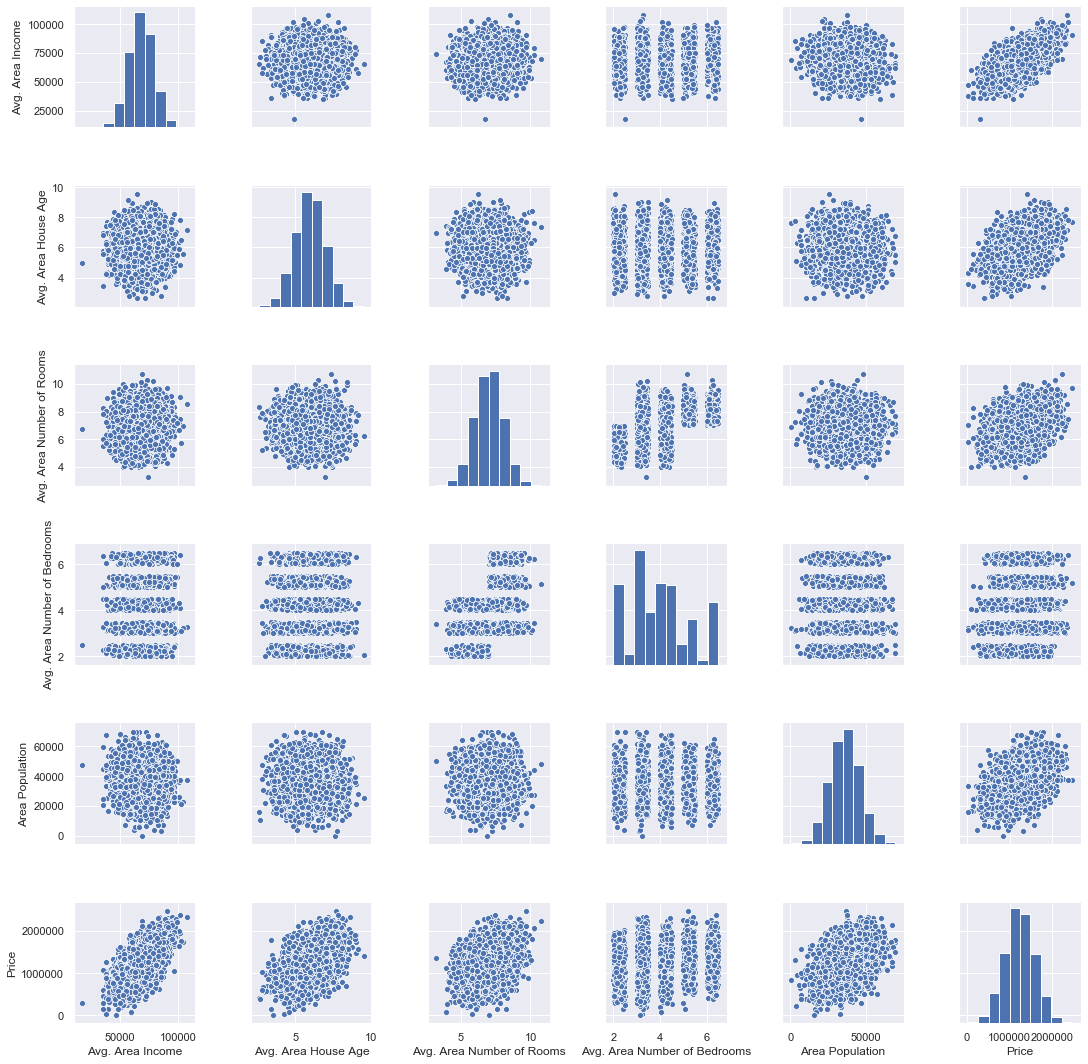 Avg. Area Income
100000
75000
50000
25000
Avg. Area House Age
10
8
6
4
Avg. Area Number of Rooms
10
8
6
4
Avg. Area Number of Bedrooms
6
4
2
Area Population
60000
40000
20000
0
Price
2000000
1000000
0
50000 100000
5 10
5 10
2 4 6
0 50000
0 1000000 2000000
Avg. Area Income
Avg. Area House Age
Avg. Area Number of Rooms
Avg. Area Number of Bedrooms
Area Population
Price